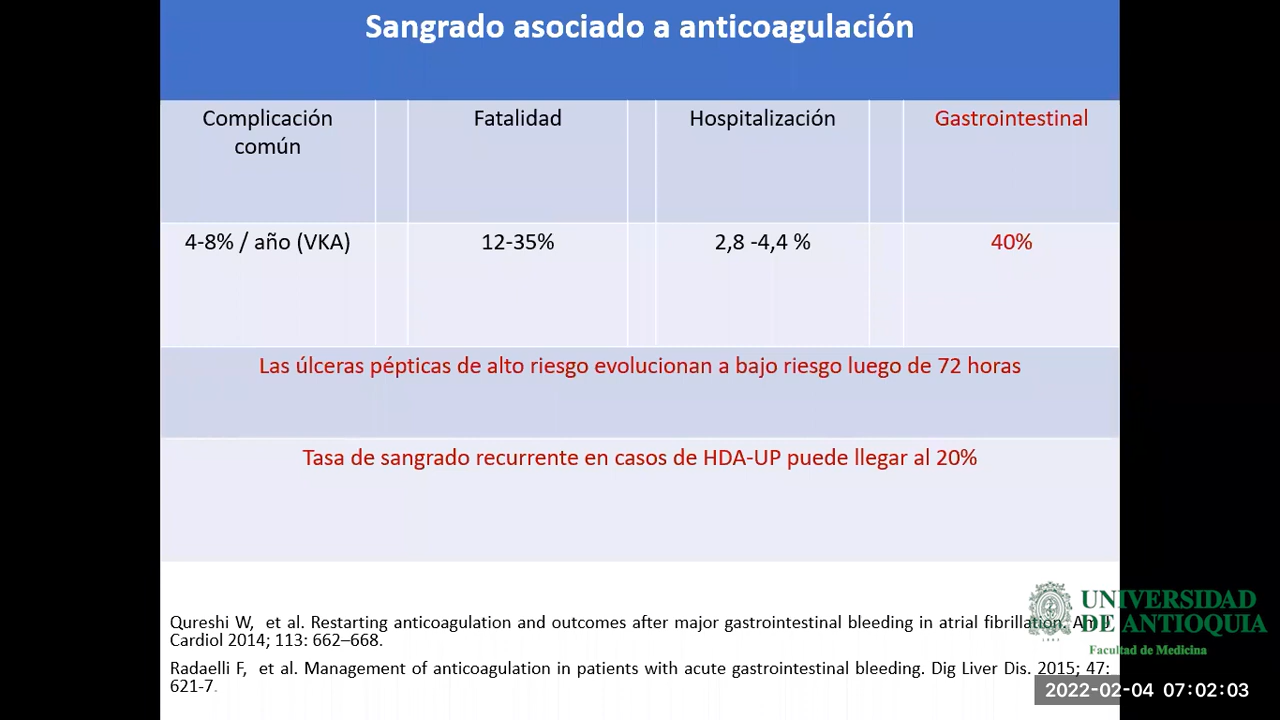 Sangrado asociado a anticoagulación
Complicación
común
Fatalidad
Hospitalización
Gastrointestinal
4-8% / año (VKA)
12-35%
2,8 -4,4 %
40%
Las úlceras pépticas de alto riesgo evolucionan a bajo riesgo luego de 72 horas
Tasa de sangrado recurrente en casos de HDA-UP puede llegar al 20%
Qureshi W, et al. Restarting anticoagulation and outcomes after major gastrointestinal bleeding in atrial fibrillation. Am J
Cardiol 2014; 113: 662–668.
Radaelli F, et al. Management of anticoagulation in patients with acute gastrointestinal bleeding. Dig Liver Dis. 2015; 47:
621-7.
UNIVERSIDAD
DE ANTIOQUIA
Facultad de Medicina
2022-02-04 07:02:03